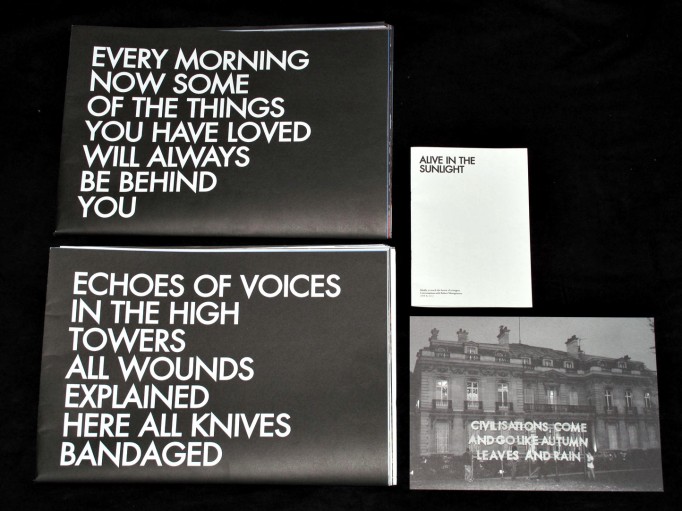 EVERY MORNING
NOW SOME
OF THE THINGS
YOU HAVE LOVED
WILL ALWAYS
BE BEHIND
YOU
ECHOES OF VOICES
IN THE HIGH
TOWERS
ALL WOUNDS
EXPLAINED
HERE ALL KNIVES
BANDAGED
ALIVE IN THE
SUNLIGHT
CIVILISATIONS, COME
AND GO LIKE AUTUMN
LEAVES AND RAIN